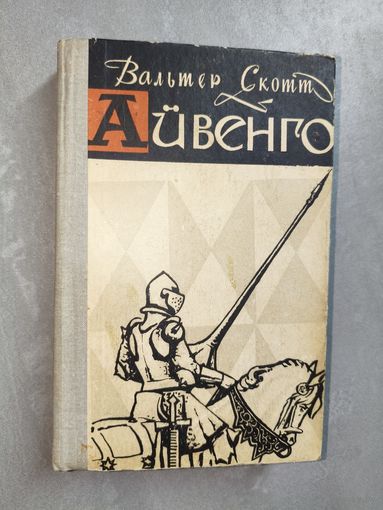 Вальтер Скотт
Айвенго